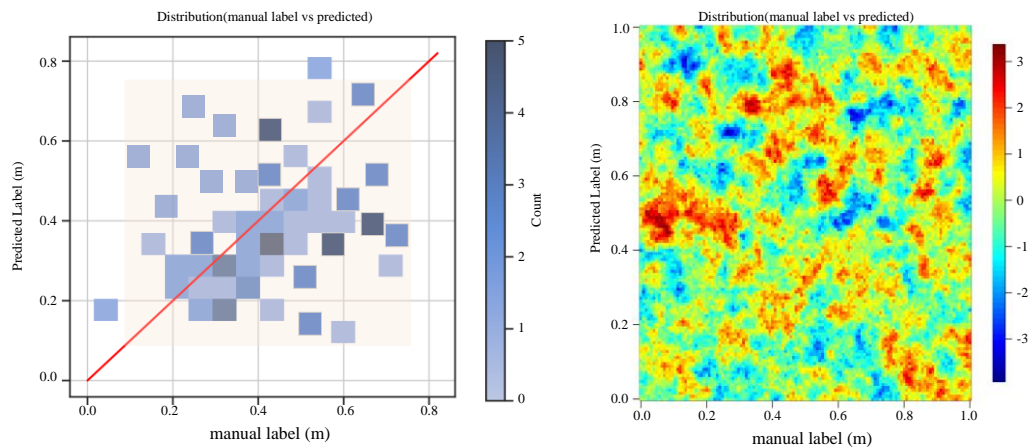 Distribution(manual label vs predicted)
Predicted Label (m)
0.8
0.6
0.4
0.2
0.0
0.0 0.2 0.4 0.6 0.8
manual label (m)
5
4
3
2
1
0
Count
Distribution(manual label vs predicted)
Predicted Label (m)
1.0
0.8
0.6
0.4
0.2
0.0
0.0 0.2 0.4 0.6 0.8 1.0
manual label (m)
3
2
1
0
-1
-2
-3